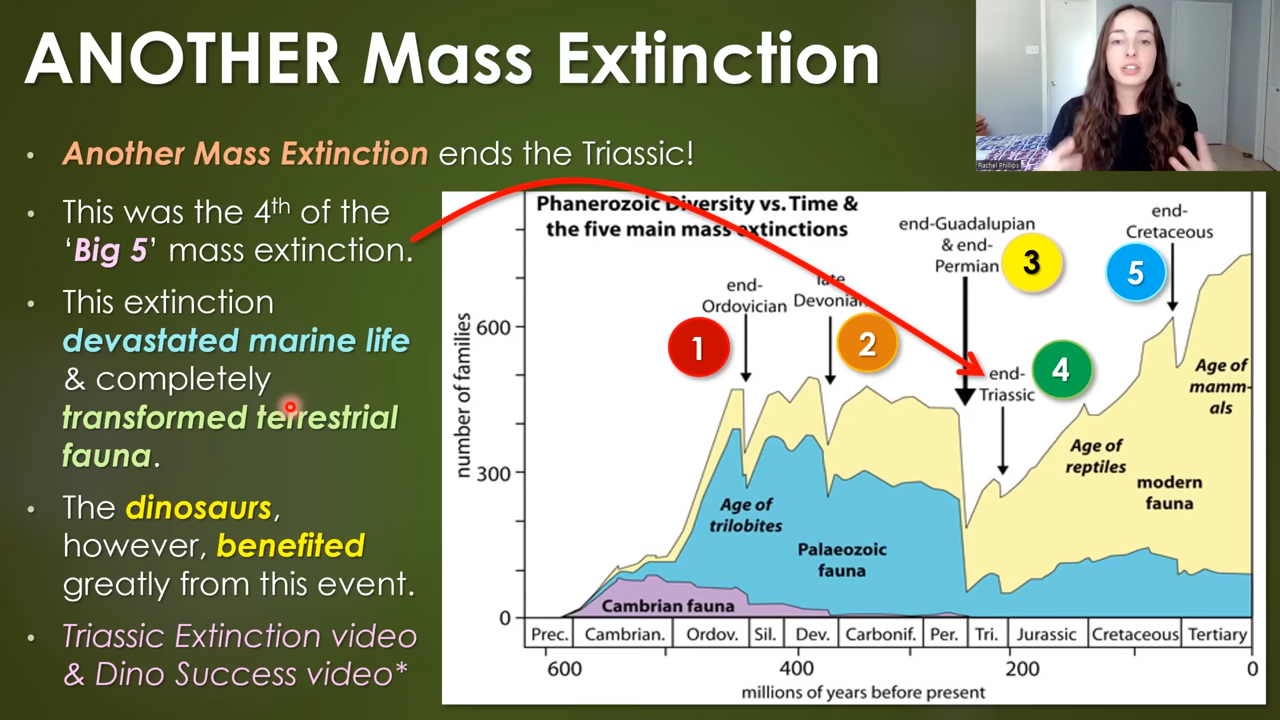 ANOTHER Mass Extinction
Rachel Phillips
• Another Mass Extinction ends the Triassic!
• This was the 4th of the
'Big 5' mass extinction.
• This extinction
devastated marine life
& completely
transformed terrestrial
fauna.
• The dinosaurs,
however, benefited
greatly from this event.
• Triassic Extinction video
& Dino Success video*
Phanerozoic Diversity vs. Time &
the five main mass extinctions
end-
Ordovician
1
late
Devonian
2
end-Guadalupian
& end-
Permian
3
end-
Triassic
4
end-
Cretaceous
5
number of families
600
300
0
Age of
trilobites
Palaeozoic
fauna
Cambrian fauna
Age of
reptiles
modern
fauna
Age of
mamm-
als
Prec. Cambrian. Ordov. Sil. Dev. Carbonif. Per. Tri. Jurassic Cretaceous Tertiary
600 400 200 0
millions of years before present